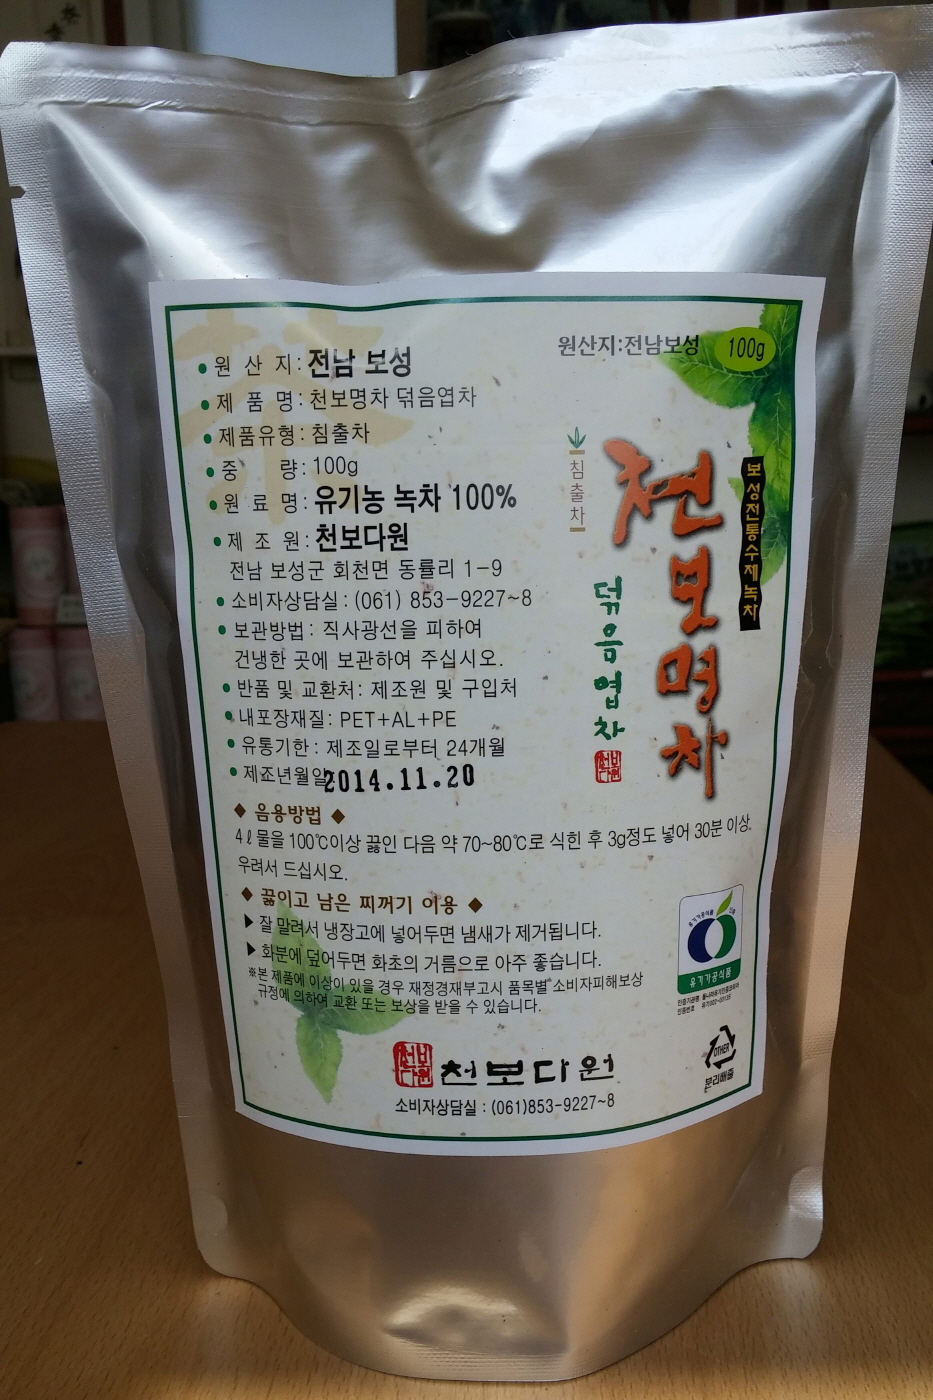 원산지: 전남 보성
제품명: 천보명차 덖음엽차
제품유형: 침출차
중량: 100g
원료명: 유기농 녹차 100%
제조원: 천보다원
전남 보성군 회천면 동률리 1-9
소비자상담실: (061) 853-9227~8
보관방법: 직사광선을 피하여
건냉한 곳에 보관하여 주십시오.
반품 및 교환처: 제조원 및 구입처
내포장재질: PET+AL+PE
유통기한: 제조일로부터 24개월
제조년월일 2014.11.20
◆ 음용방법 ◆
4ℓ 물을 100℃이상 끓인 다음 약 70~80℃로 식힌 후 3g정도 넣어 30분 이상.
우려서 드십시오.
◆ 끓이고 남은 찌꺼기 이용 ◆
▶ 잘 말려서 냉장고에 넣어두면 냄새가 제거됩니다.
▶ 화분에 덮어두면 화초의 거름으로 아주 좋습니다.
※본 제품에 이상이 있을 경우 재정경재부고시 품목별 소비자피해보상
규정에 의하여 교환 또는 보상을 받을 수 있습니다.
원산지:전남보성
100g
침출차
천보명차
덖음엽차
보성전통수제녹차
유기가공식품
OTHER
분리배출
천보다원
소비자상담실 : (061)853-9227~8